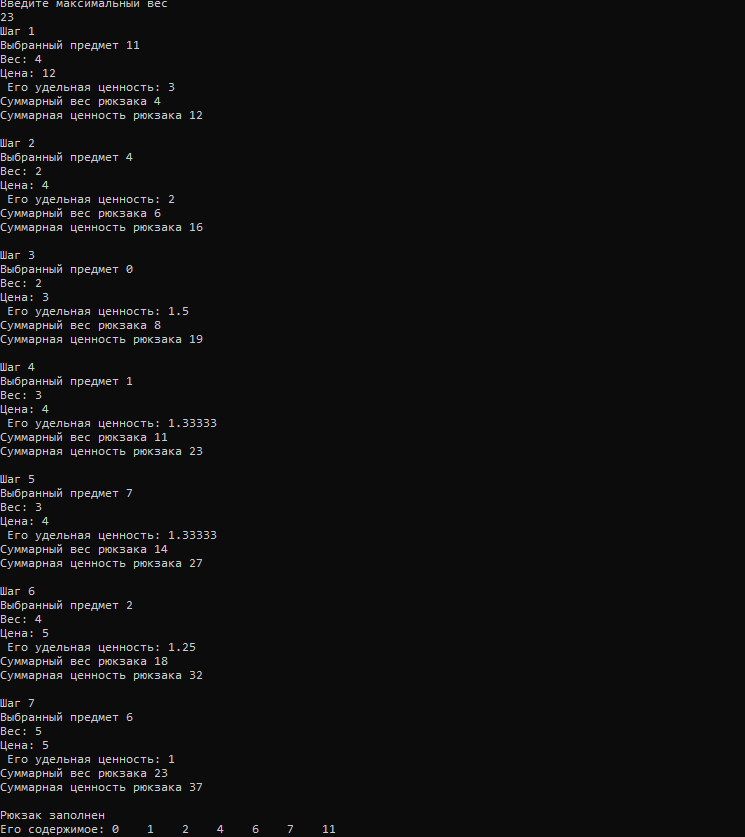 Введите максимальный вес
23
Шаг 1
Выбранный предмет 11
Вес: 4
Цена: 12
Его удельная ценность: 3
Суммарный вес рюкзака 4
Суммарная ценность рюкзака 12
Шаг 2
Выбранный предмет 4
Вес: 2
Цена: 4
Его удельная ценность: 2
Суммарный вес рюкзака 6
Суммарная ценность рюкзака 16
Шаг 3
Выбранный предмет 0
Вес: 2
Цена: 3
Его удельная ценность: 1.5
Суммарный вес рюкзака 8
Суммарная ценность рюкзака 19
Шаг 4
Выбранный предмет 1
Вес: 3
Цена: 4
Его удельная ценность: 1.33333
Суммарный вес рюкзака 11
Суммарная ценность рюкзака 23
Шаг 5
Выбранный предмет 7
Вес: 3
Цена: 4
Его удельная ценность: 1.33333
Суммарный вес рюкзака 14
Суммарная ценность рюкзака 27
Шаг 6
Выбранный предмет 2
Вес: 4
Цена: 5
Его удельная ценность: 1.25
Суммарный вес рюкзака 18
Суммарная ценность рюкзака 32
Шаг 7
Выбранный предмет 6
Вес: 5
Цена: 5
Его удельная ценность: 1
Суммарный вес рюкзака 23
Суммарная ценность рюкзака 37
Рюкзак заполнен
Его содержимое: 0 1 2 4 6 7 11